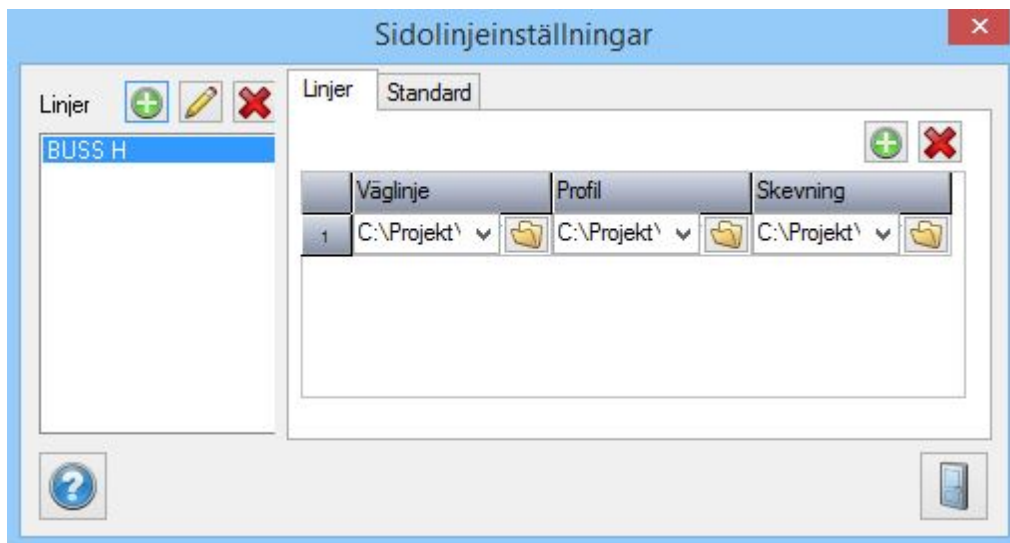 Sidolinjeinställningar
Linjer
BUSS H
Linjer Standard
Väglinje Profil Skevning
1 C:\Projekt\ C:\Projekt\ C:\Projekt\